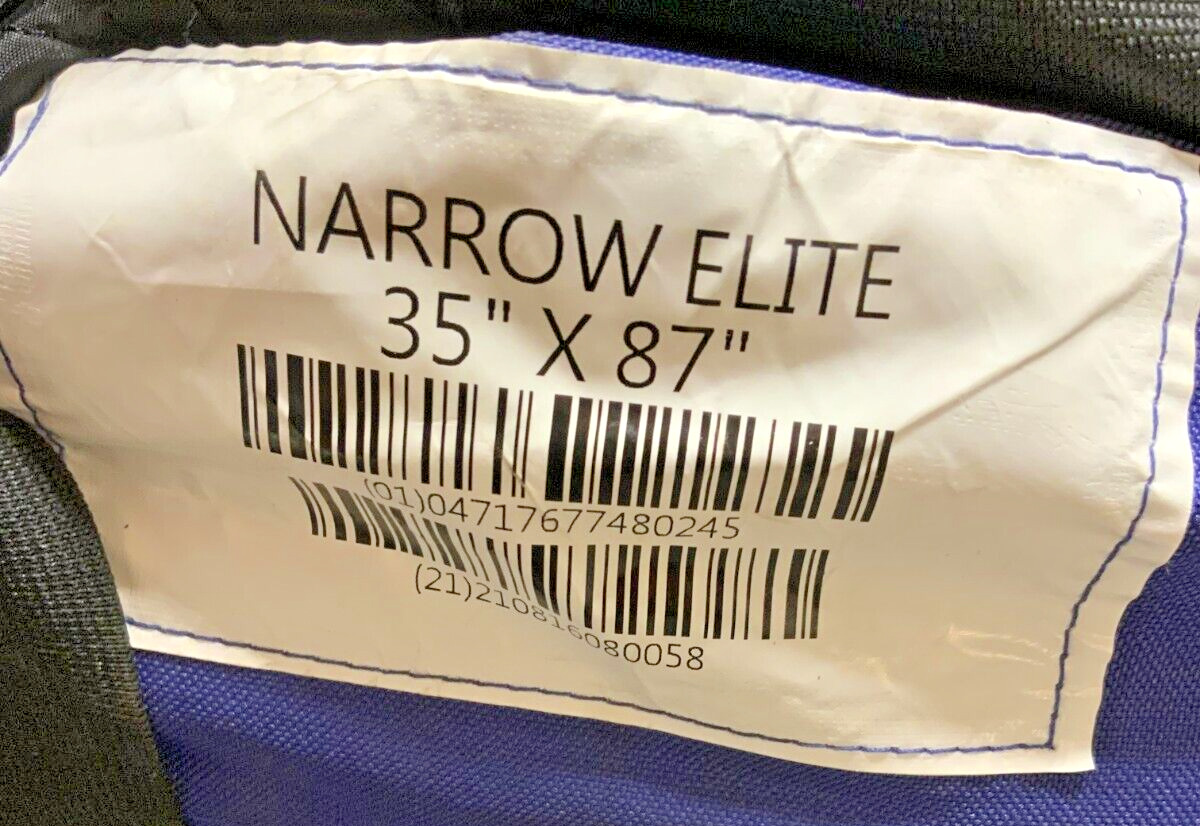 NARROW ELITE
35" X 87"
(01)04717677480245
(21)210816080058